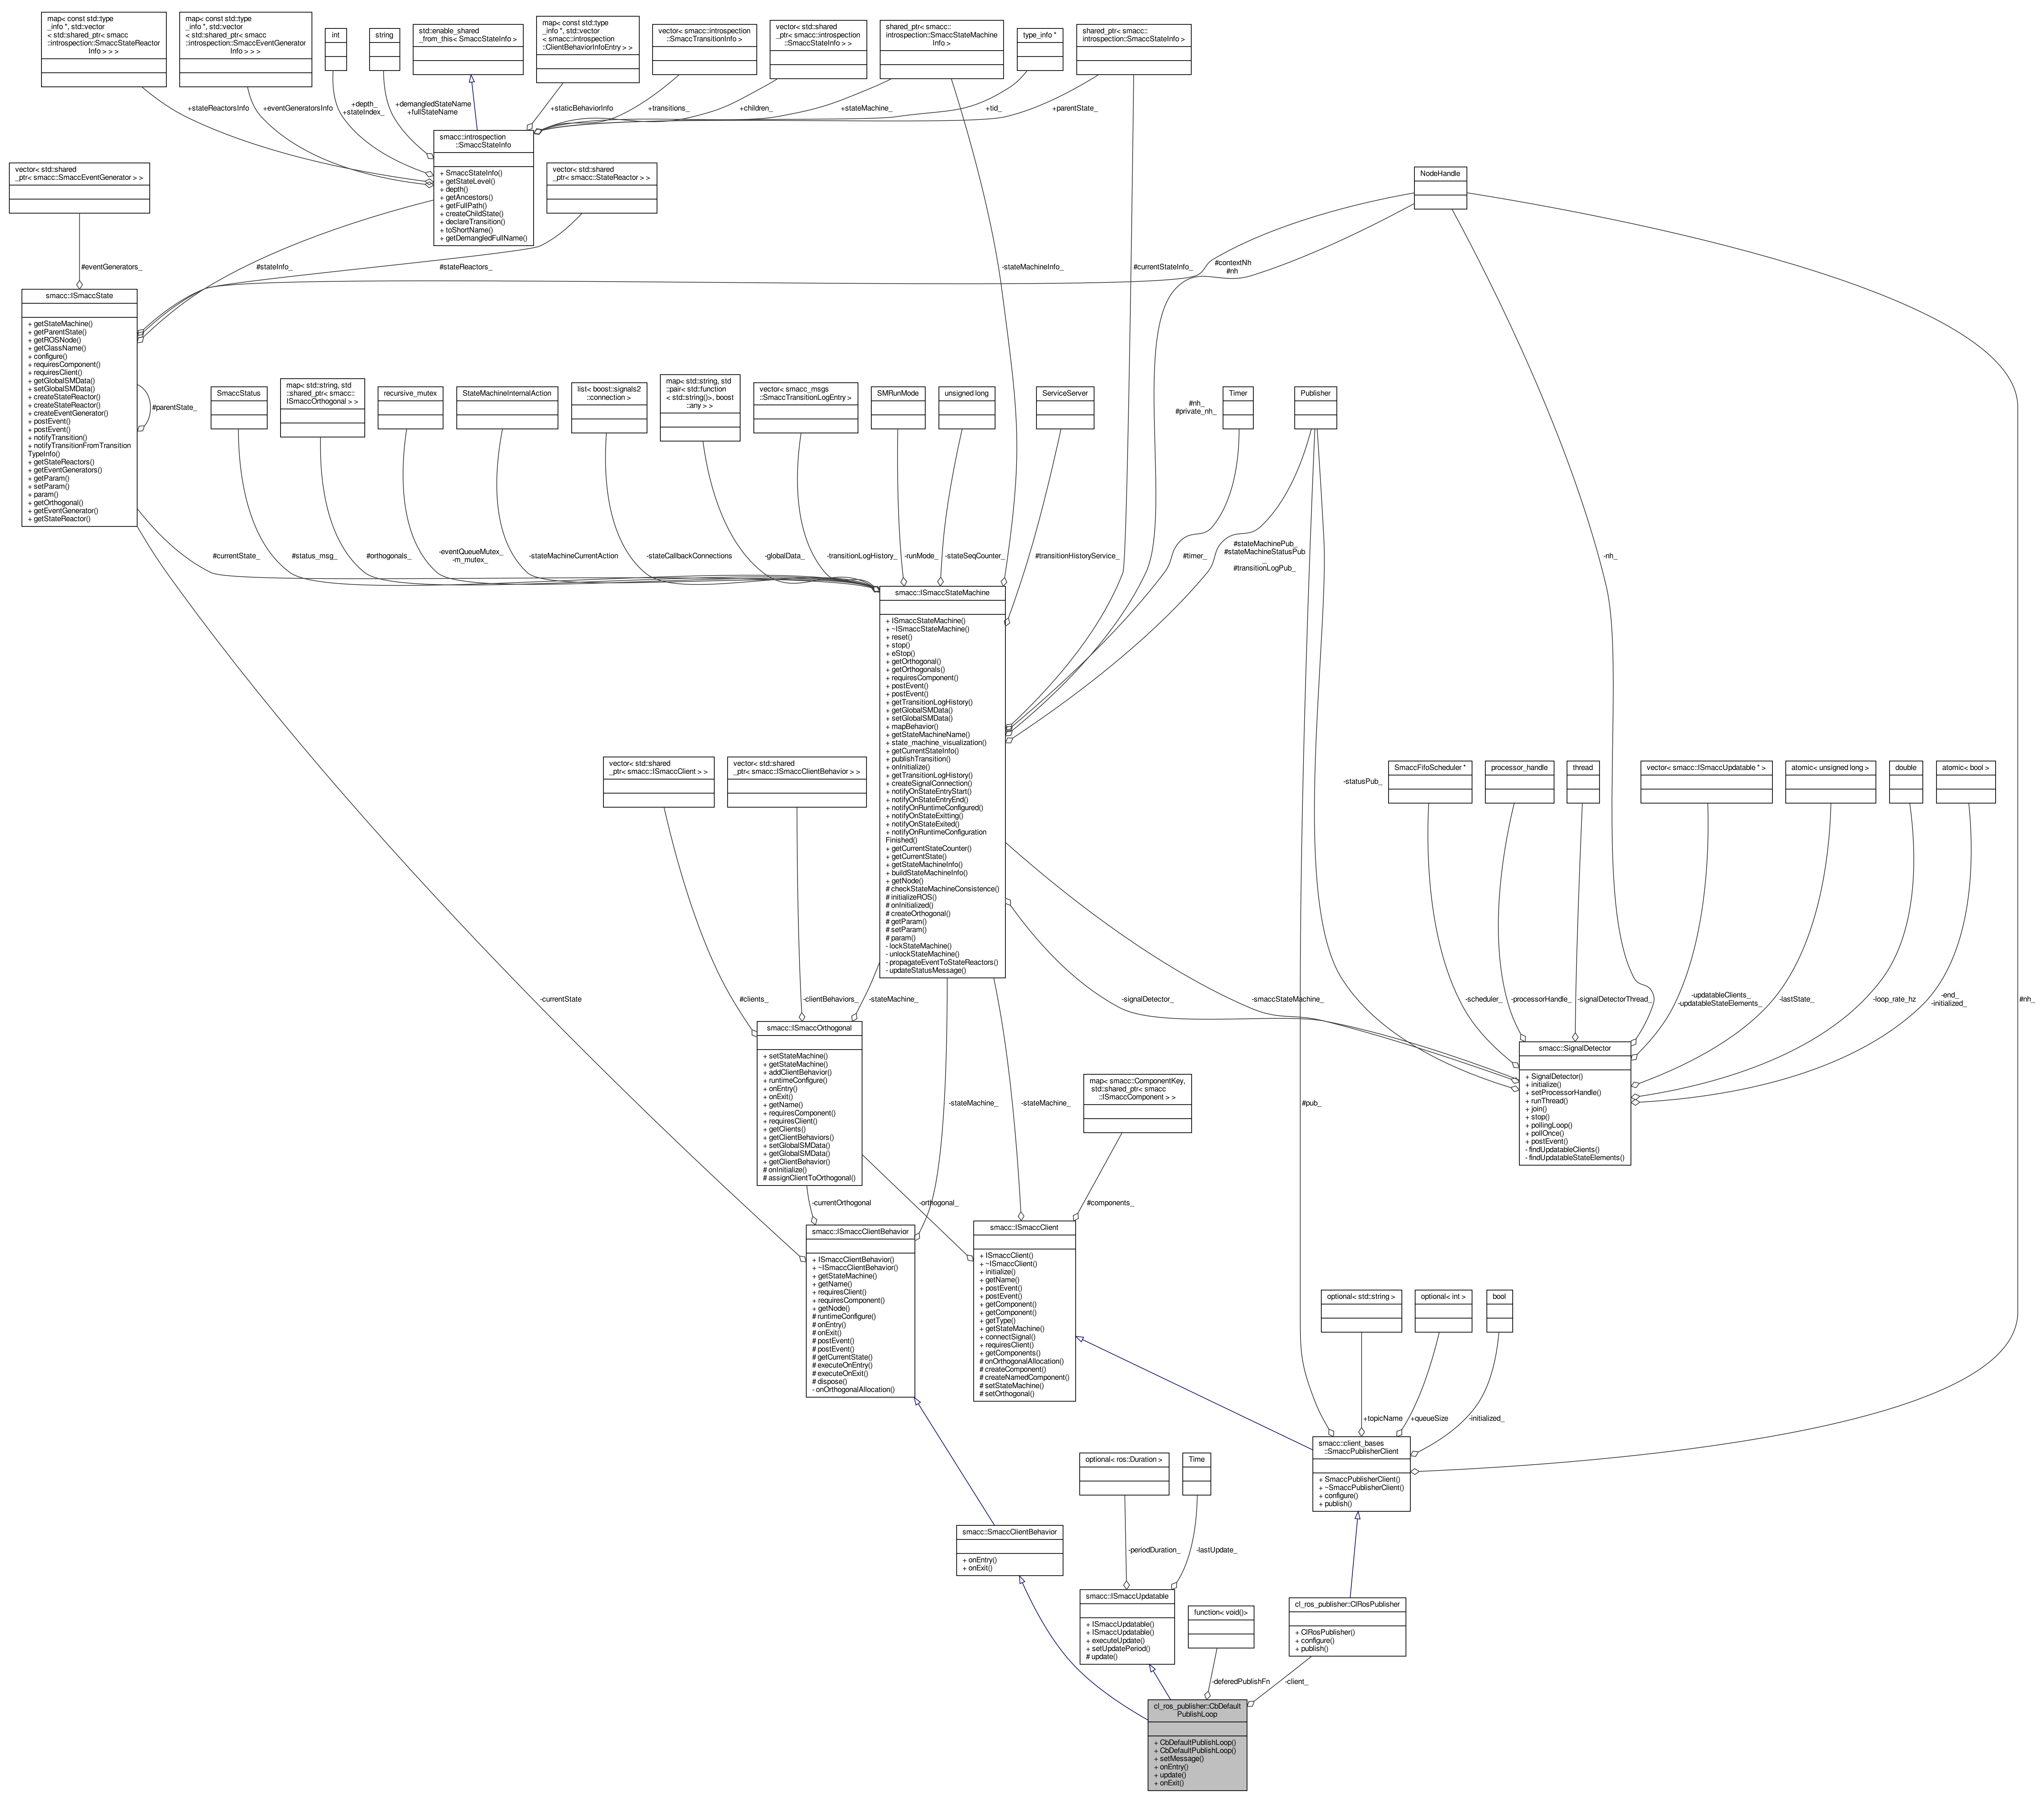 map< const std::type
_info *, std::vector
< std::shared_ptr< smacc
::introspection::SmaccStateReactor
Info > > >
map< const std::type
_info *, std::vector
< std::shared_ptr< smacc
::introspection::SmaccEventGenerator
Info > > >
int
string
std::enable_shared
_from_this< SmaccStateInfo >
map< const std::type
_info *, std::vector
< smacc::introspection
::ClientBehaviorInfoEntry > >
vector< smacc::introspection
::SmaccTransitionInfo >
vector< std::shared
_ptr< smacc::introspection
::SmaccStateInfo > >
shared_ptr< smacc::
introspection::SmaccStateMachine
Info >
type_info *
shared_ptr< smacc::
introspection::SmaccStateInfo >
+stateReactorsInfo
+eventGeneratorsInfo
+depth_
+stateIndex_
+demangledStateName
+fullStateName
+staticBehaviorInfo
+transitions_
+children_
+stateMachine_
+tid_
+parentState_
smacc::introspection
::SmaccStateInfo
+ SmaccStateInfo()
+ getStateLevel()
+ depth()
+ getAncestors()
+ getFullPath()
+ createChildState()
+ declareTransition()
+ toShortName()
+ getDemangledFullName()
vector< std::shared
_ptr< smacc::SmaccEventGenerator > >
vector< std::shared
_ptr< smacc::StateReactor > >
NodeHandle
#eventGenerators_
#stateInfo_
#stateReactors_
-stateMachineInfo_
#currentStateInfo_
#contextNh
#nh
smacc::ISmaccState
+ getStateMachine()
+ getParentState()
+ getROSNode()
+ getClassName()
+ configure()
+ requiresComponent()
+ requiresClient()
+ getGlobalSMData()
+ setGlobalSMData()
+ createStateReactor()
+ createStateReactor()
+ createEventGenerator()
+ postEvent()
+ postEvent()
+ notifyTransition()
+ notifyTransitionFromTransition
TypeInfo()
+ getStateReactors()
+ getEventGenerators()
+ getParam()
+ setParam()
+ param()
+ getOrthogonal()
+ getEventGenerator()
+ getStateReactor()
#parentState_
SmaccStatus
map< std::string, std
::shared_ptr< smacc::
ISmaccOrthogonal > >
recursive_mutex
StateMachineInternalAction
list< boost::signals2
::connection >
map< std::string, std
::pair< std::function
< std::string()>, boost
::any > >
vector< smacc_msgs
::SmaccTransitionLogEntry >
SMRunMode
unsigned long
ServiceServer
#nh_
#private_nh_
Timer
Publisher
#currentState_
#status_msg_
#orthogonals_
-eventQueueMutex_
-m_mutex_
-stateMachineCurrentAction
-stateCallbackConnections
-globalData_
-transitionLogHistory_
-runMode_
-stateSeqCounter_
#transitionHistoryService_
#timer_
#stateMachinePub_
#stateMachineStatusPub
_
#transitionLogPub_
-nh_
smacc::ISmaccStateMachine
+ ISmaccStateMachine()
+ ~ISmaccStateMachine()
+ reset()
+ stop()
+ eStop()
+ getOrthogonal()
+ getOrthogonals()
+ requiresComponent()
+ postEvent()
+ postEvent()
+ getTransitionLogHistory()
+ getGlobalSMData()
+ setGlobalSMData()
+ mapBehavior()
+ getStateMachineName()
+ state_machine_visualization()
+ getCurrentStateInfo()
+ publishTransition()
+ onInitialize()
+ getTransitionLogHistory()
+ createSignalConnection()
+ notifyOnStateEntryStart()
+ notifyOnStateEntryEnd()
+ notifyOnRuntimeConfigured()
+ notifyOnStateExitting()
+ notifyOnStateExited()
+ notifyOnRuntimeConfiguration
Finished()
+ getCurrentStateCounter()
+ getCurrentState()
+ getStateMachineInfo()
+ buildStateMachineInfo()
+ getNode()
# checkStateMachineConsistence()
# initializeROS()
# onInitialized()
# createOrthogonal()
# getParam()
# setParam()
# param()
- lockStateMachine()
- unlockStateMachine()
- propagateEventToStateReactors()
- updateStatusMessage()
vector< std::shared
_ptr< smacc::ISmaccClient > >
vector< std::shared
_ptr< smacc::ISmaccClientBehavior > >
-statusPub_
SmaccFifoScheduler *
processor_handle
thread
vector< smacc::ISmaccUpdatable * >
atomic< unsigned long >
double
atomic< bool >
-currentState
#clients_
-clientBehaviors_
-stateMachine_
-signalDetector_
-smaccStateMachine_
-scheduler_
-processorHandle_
-signalDetectorThread_
-updatableClients_
-updatableStateElements_
-lastState_
-loop_rate_hz
-end_
-initialized_
#nh_
smacc::ISmaccOrthogonal
+ setStateMachine()
+ getStateMachine()
+ addClientBehavior()
+ runtimeConfigure()
+ onEntry()
+ onExit()
+ getName()
+ requiresComponent()
+ requiresClient()
+ getClients()
+ getClientBehaviors()
+ setGlobalSMData()
+ getGlobalSMData()
+ getClientBehavior()
# onInitialize()
# assignClientToOrthogonal()
smacc::SignalDetector
+ SignalDetector()
+ initialize()
+ setProcessorHandle()
+ runThread()
+ join()
+ stop()
+ pollingLoop()
+ pollOnce()
+ postEvent()
- findUpdatableClients()
- findUpdatableStateElements()
-stateMachine_
-stateMachine_
map< smacc::ComponentKey,
std::shared_ptr< smacc
::ISmaccComponent > >
#pub_
-currentOrthogonal
-orthogonal_
#components_
smacc::ISmaccClientBehavior
+ ISmaccClientBehavior()
+ ~ISmaccClientBehavior()
+ getStateMachine()
+ getName()
+ requiresClient()
+ requiresComponent()
+ getNode()
# runtimeConfigure()
# onEntry()
# onExit()
# postEvent()
# postEvent()
# getCurrentState()
# executeOnEntry()
# executeOnExit()
# dispose()
- onOrthogonalAllocation()
smacc::ISmaccClient
+ ISmaccClient()
+ ~ISmaccClient()
+ initialize()
+ getName()
+ postEvent()
+ postEvent()
+ getComponent()
+ getComponent()
+ getType()
+ getStateMachine()
+ connectSignal()
+ requiresClient()
+ getComponents()
# onOrthogonalAllocation()
# createComponent()
# createNamedComponent()
# setStateMachine()
# setOrthogonal()
optional< std::string >
optional< int >
bool
+topicName
+queueSize
-initialized_
smacc::client_bases
::SmaccPublisherClient
+ SmaccPublisherClient()
+ ~SmaccPublisherClient()
+ configure()
+ publish()
optional< ros::Duration >
Time
smacc::SmaccClientBehavior
+ onEntry()
+ onExit()
-periodDuration_
-lastUpdate_
smacc::ISmaccUpdatable
+ ISmaccUpdatable()
+ ISmaccUpdatable()
+ executeUpdate()
+ setUpdatePeriod()
# update()
function< void()>
cl_ros_publisher::ClRosPublisher
+ ClRosPublisher()
+ configure()
+ publish()
-deferedPublishFn
-client_
cl_ros_publisher::CbDefault
PublishLoop
+ CbDefaultPublishLoop()
+ CbDefaultPublishLoop()
+ setMessage()
+ onEntry()
+ update()
+ onExit()